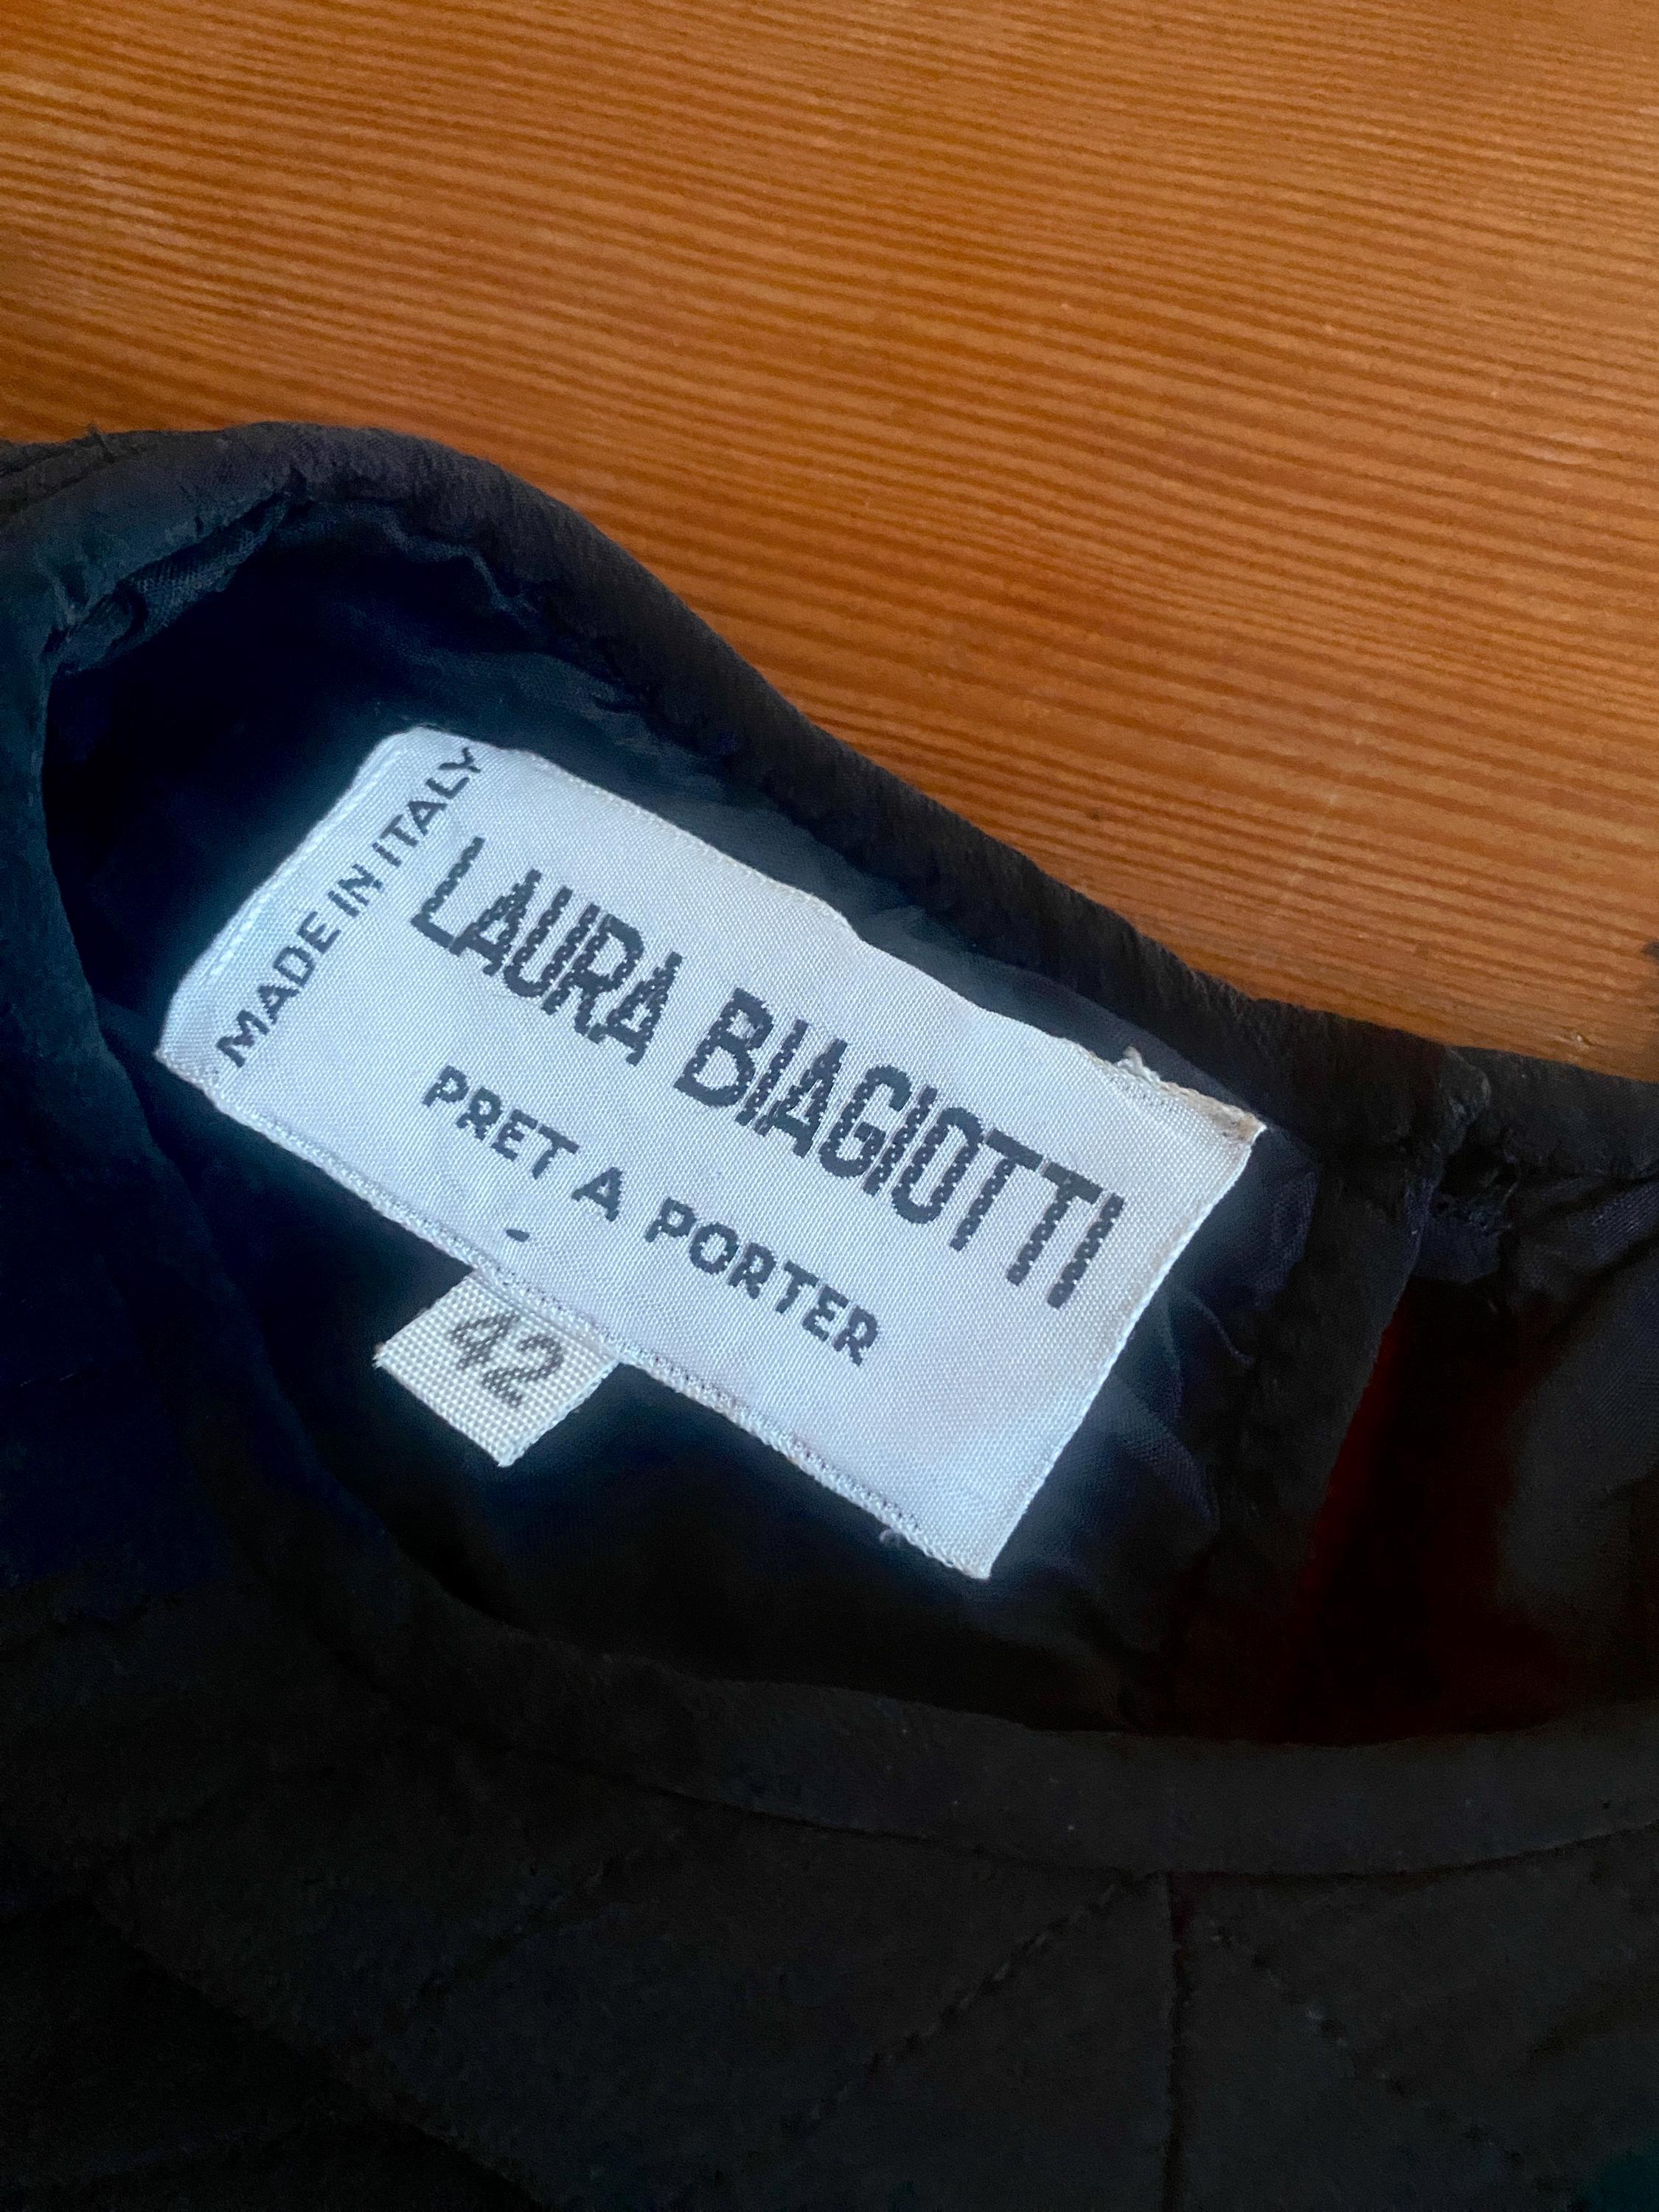 MADE IN ITALY
LAURA BIAGIOTTI
PRET A PORTER
42